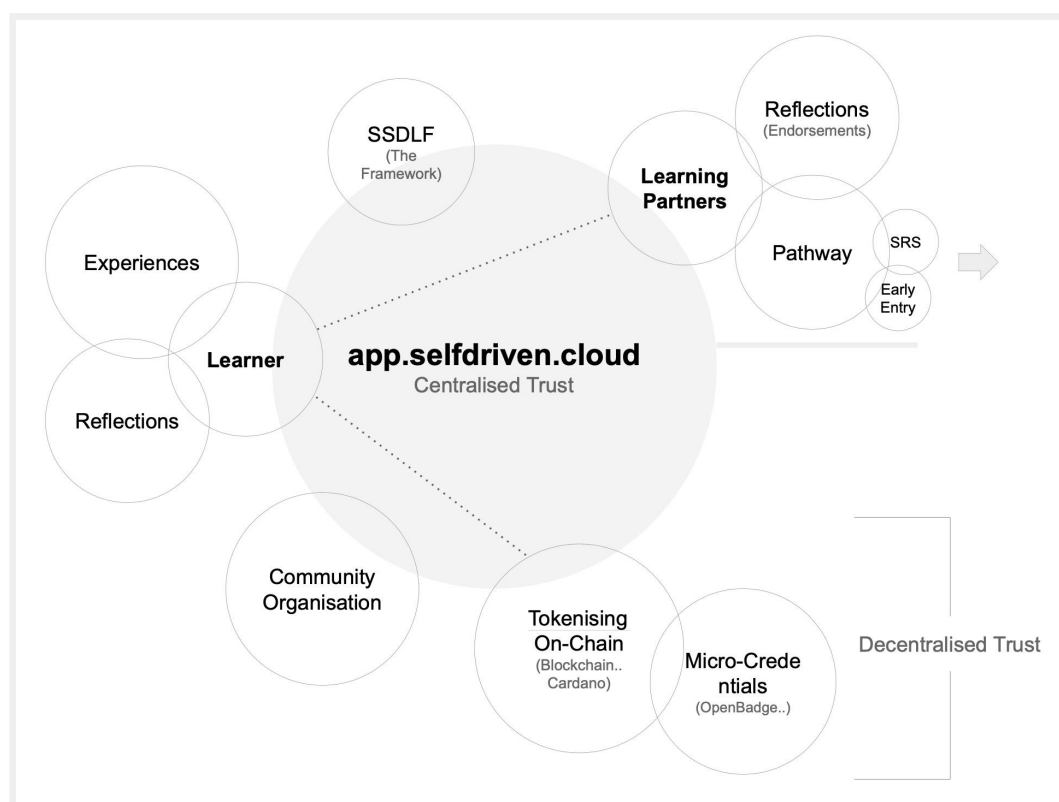 Reflections
(Endorsements)
SSDLF
(The
Framework)
Learning
Partners
Pathway
SRS
Early
Entry
Experiences
Learner
Reflections
app.selfdriven.cloud
Centralised Trust
Community
Organisation
Tokenising
On-Chain
(Blockchain..
Cardano)
Micro-Crede
ntials
(OpenBadge..)
Decentralised Trust